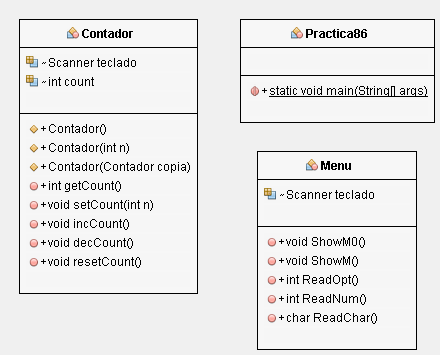 Contador
~Scanner teclado
~int count
+Contador()
+Contador(int n)
+Contador(Contador copia)
+int getCount()
+void setCount(int n)
+void incCount()
+void decCount()
+void resetCount()
Practica86
+static void main(String[] args)
Menu
~Scanner teclado
+void ShowM0()
+void ShowM()
+int ReadOpt()
+int ReadNum()
+char ReadChar()